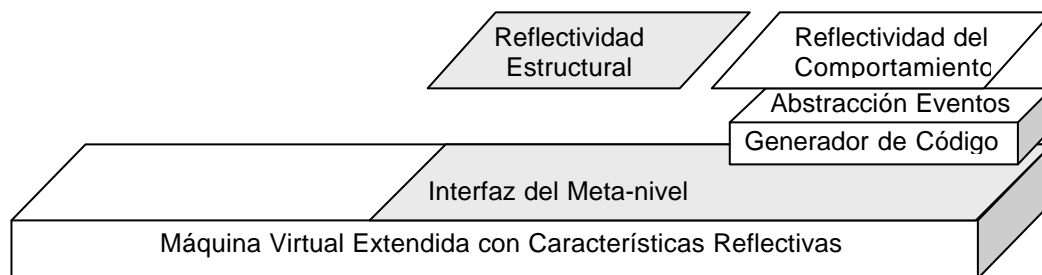 Reflectividad
Estructural
Reflectividad del
Comportamiento
Abstracción Eventos
Generador de Código
Interfaz del Meta-nivel
Máquina Virtual Extendida con Características Reflectivas